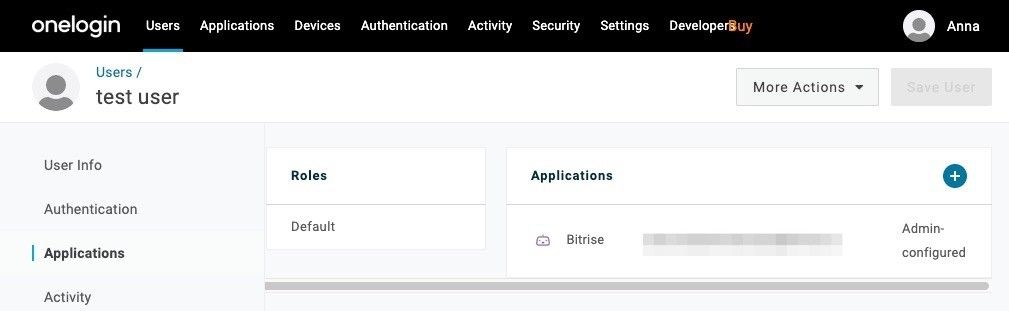 onelogin Users Applications Devices Authentication Activity Security Settings Developers Buy Anna
Users /
test user
More Actions
Save User
User Info
Authentication
Applications
Activity
Roles
Default
Applications
Bitrise
Admin-
configured